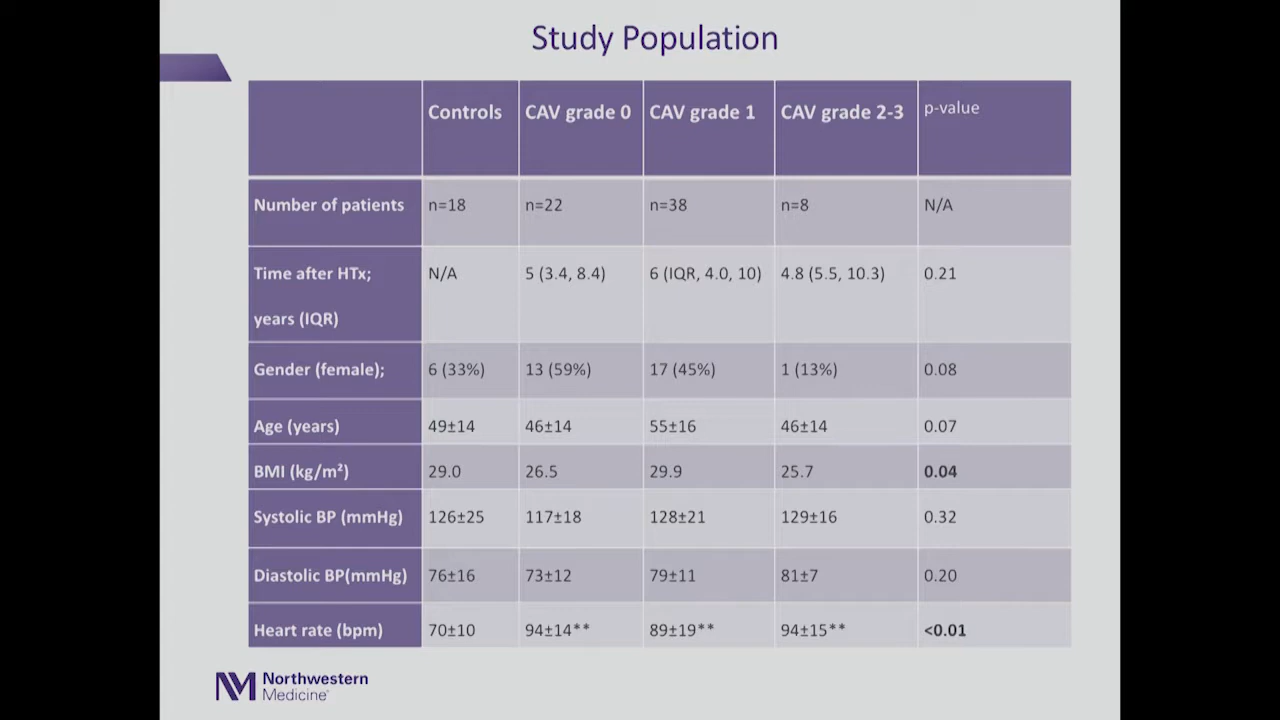 Study Population
Controls CAV grade 0 CAV grade 1 CAV grade 2-3 p-value
Number of patients n=18 n=22 n=38 n=8 N/A
Time after HTx; N/A 5 (3.4, 8.4) 6 (IQR, 4.0, 10) 4.8 (5.5, 10.3) 0.21
years (IQR)
Gender (female); 6 (33%) 13 (59%) 17 (45%) 1 (13%) 0.08
Age (years) 49±14 46±14 55±16 46±14 0.07
BMI (kg/m²) 29.0 26.5 29.9 25.7 0.04
Systolic BP (mmHg) 126±25 117±18 128±21 129±16 0.32
Diastolic BP(mmHg) 76±16 73±12 79±11 81±7 0.20
Heart rate (bpm) 70±10 94±14** 89±19** 94±15** <0.01
NM Northwestern
Medicine